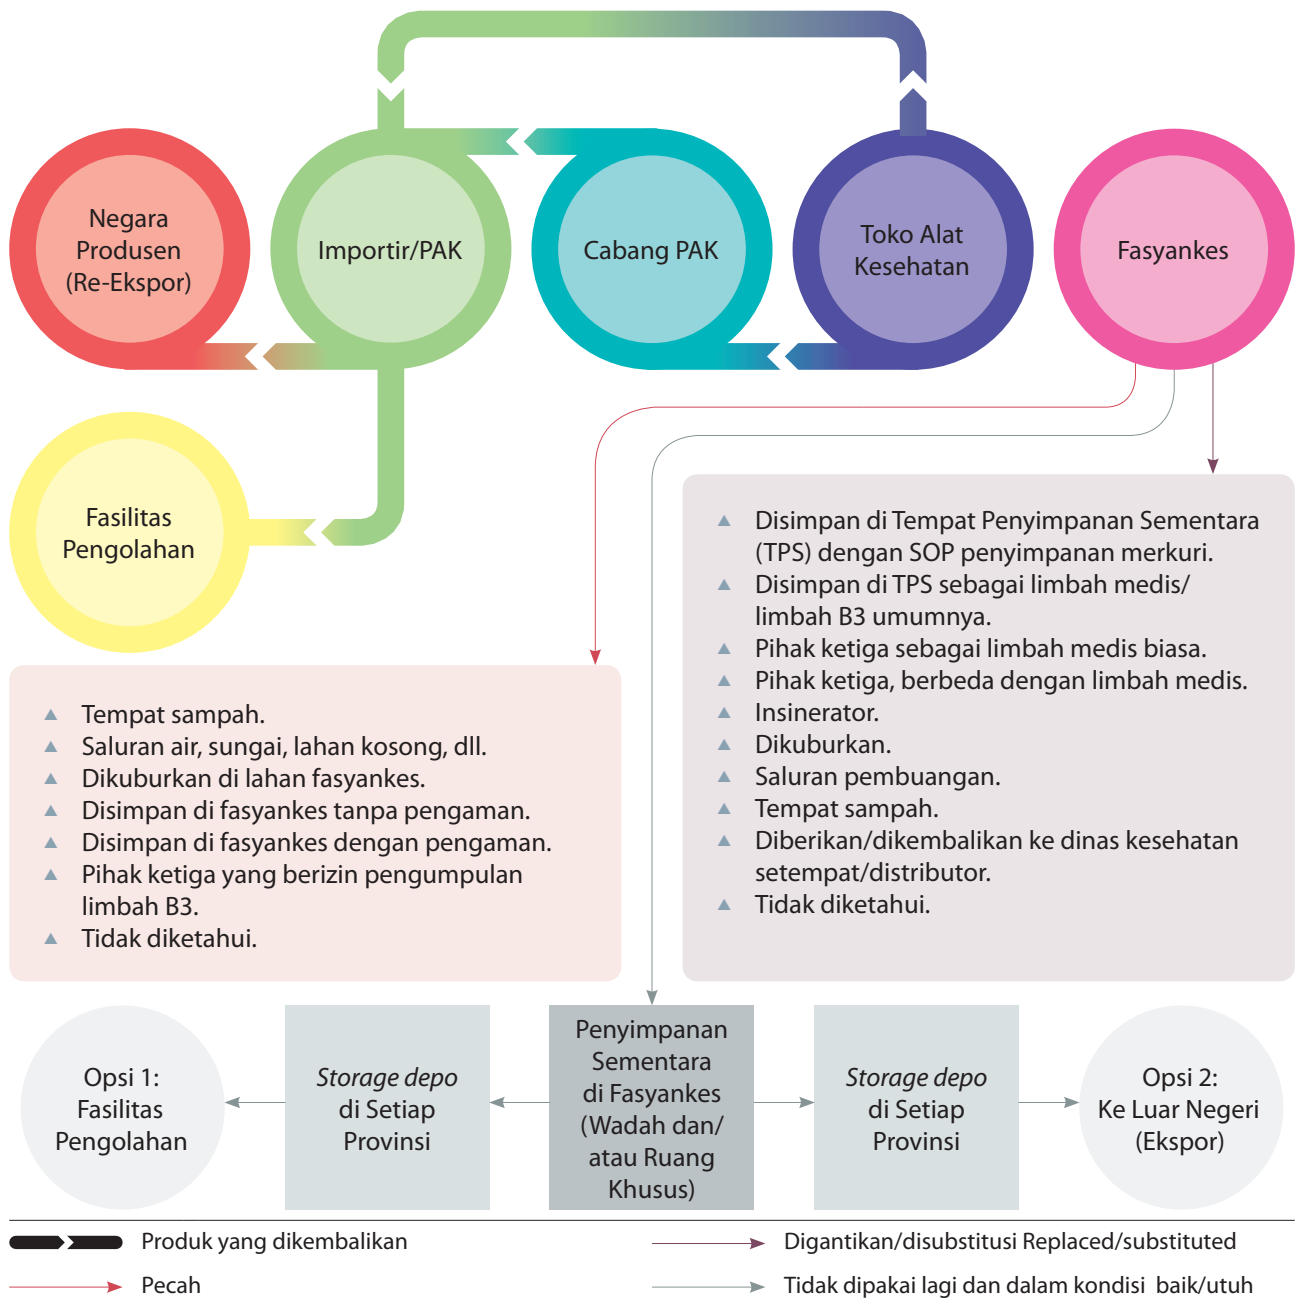 Negara
Produsen
(Re-Ekspor)
Importir/PAK
Cabang PAK
Toko Alat
Kesehatan
Fasyankes
Fasilitas
Pengolahan
Disimpan di Tempat Penyimpanan Sementara
(TPS) dengan SOP penyimpanan merkuri.
Disimpan di TPS sebagai limbah medis/
limbah B3 umumnya.
Pihak ketiga sebagai limbah medis biasa.
Pihak ketiga, berbeda dengan limbah medis.
Insinerator.
Dikuburkan.
Saluran pembuangan.
Tempat sampah.
Diberikan/dikembalikan ke dinas kesehatan
setempat/distributor.
Tidak diketahui.
Tempat sampah.
Saluran air, sungai, lahan kosong, dll.
Dikuburkan di lahan fasyankes.
Disimpan di fasyankes tanpa pengaman.
Disimpan di fasyankes dengan pengaman.
Pihak ketiga yang berizin pengumpulan
limbah B3.
Tidak diketahui.
Opsi 1:
Fasilitas
Pengolahan
Storage depo
di Setiap
Provinsi
Penyimpanan
Sementara
di Fasyankes
(Wadah dan/
atau Ruang
Khusus)
Storage depo
di Setiap
Provinsi
Opsi 2:
Ke Luar Negeri
(Ekspor)
Produk yang dikembalikan
Digantikan/disubstitusi Replaced/substituted
Pecah
Tidak dipakai lagi dan dalam kondisi baik/utuh